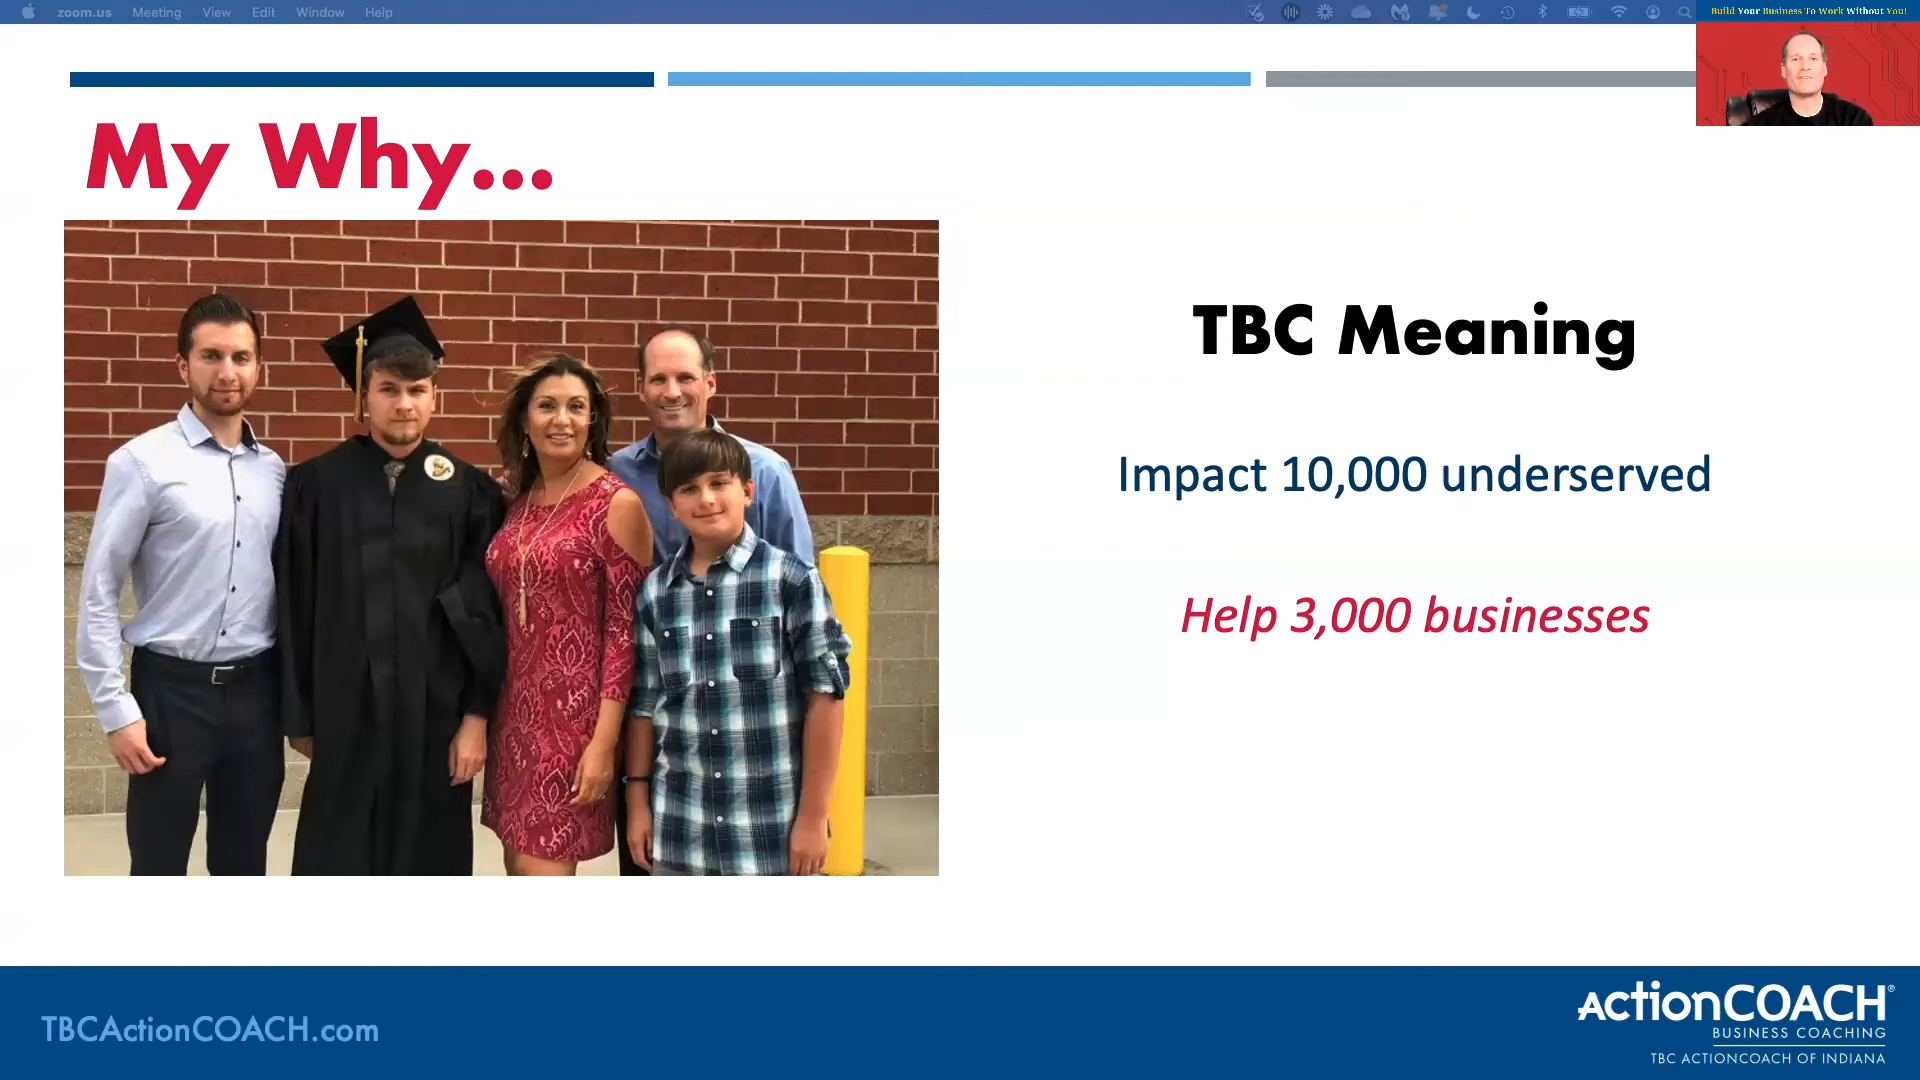 zoom.us Meeting View Edit Window Help
Build Your Business To Work Without You!
My Why...
TBC Meaning
Impact 10,000 underserved
Help 3,000 businesses
TBCActionCOACH.com
actionCOACH®
BUSINESS COACHING
TBC ACTIONCOACH OF INDIANA